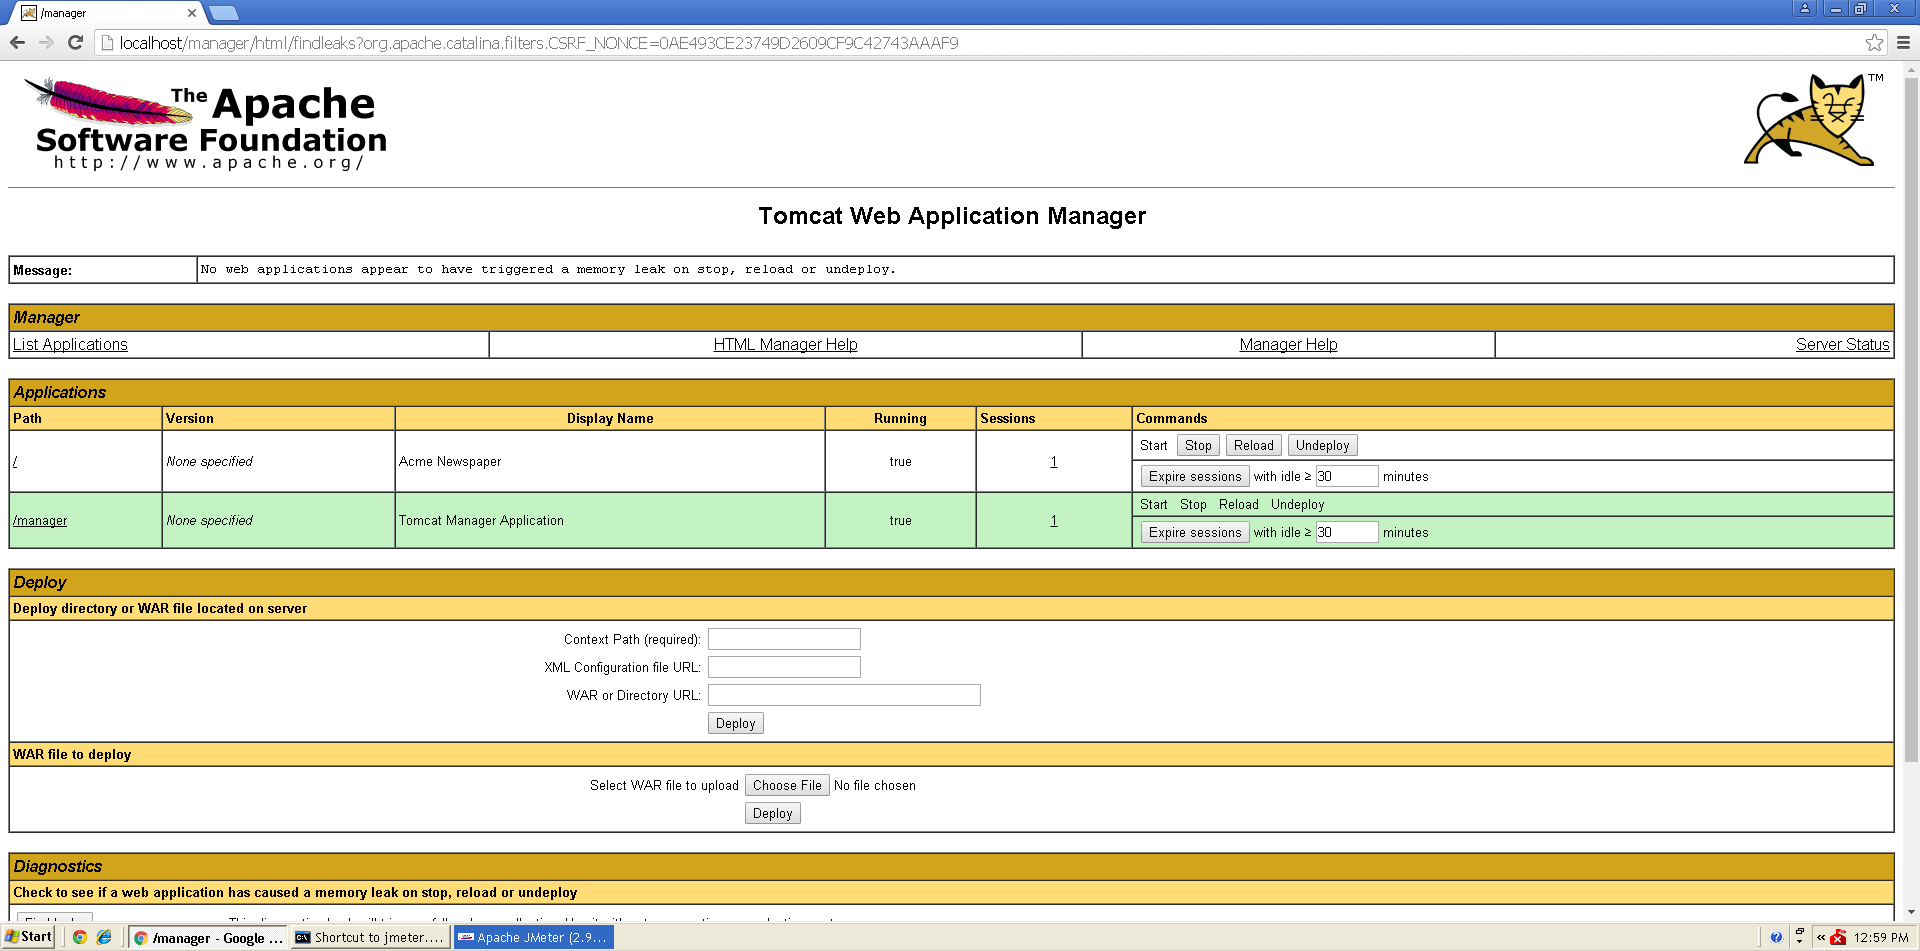 /manager
localhost/manager/html/findleaks?org.apache.catalina.filters.CSRF_NONCE=0AE493CE23749D2609CF9C42743AAAF9
The Apache
Software Foundation
http://www.apache.org/
TM
Tomcat Web Application Manager
Message: No web applications appear to have triggered a memory leak on stop, reload or undeploy.
Manager
List Applications HTML Manager Help Manager Help Server Status
Applications
Path Version Display Name Running Sessions Commands
/ None specified Acme Newspaper true 1 Start Stop Reload Undeploy
Expire sessions with idle ≥ 30 minutes
/manager None specified Tomcat Manager Application true 1 Start Stop Reload Undeploy
Expire sessions with idle ≥ 30 minutes
Deploy
Deploy directory or WAR file located on server
Context Path (required):
XML Configuration file URL:
WAR or Directory URL:
Deploy
WAR file to deploy
Select WAR file to upload Choose File No file chosen
Deploy
Diagnostics
Check to see if a web application has caused a memory leak on stop, reload or undeploy
Start /manager - Google ... Shortcut to jmeter.... Apache JMeter (2.9... « 12:59 PM